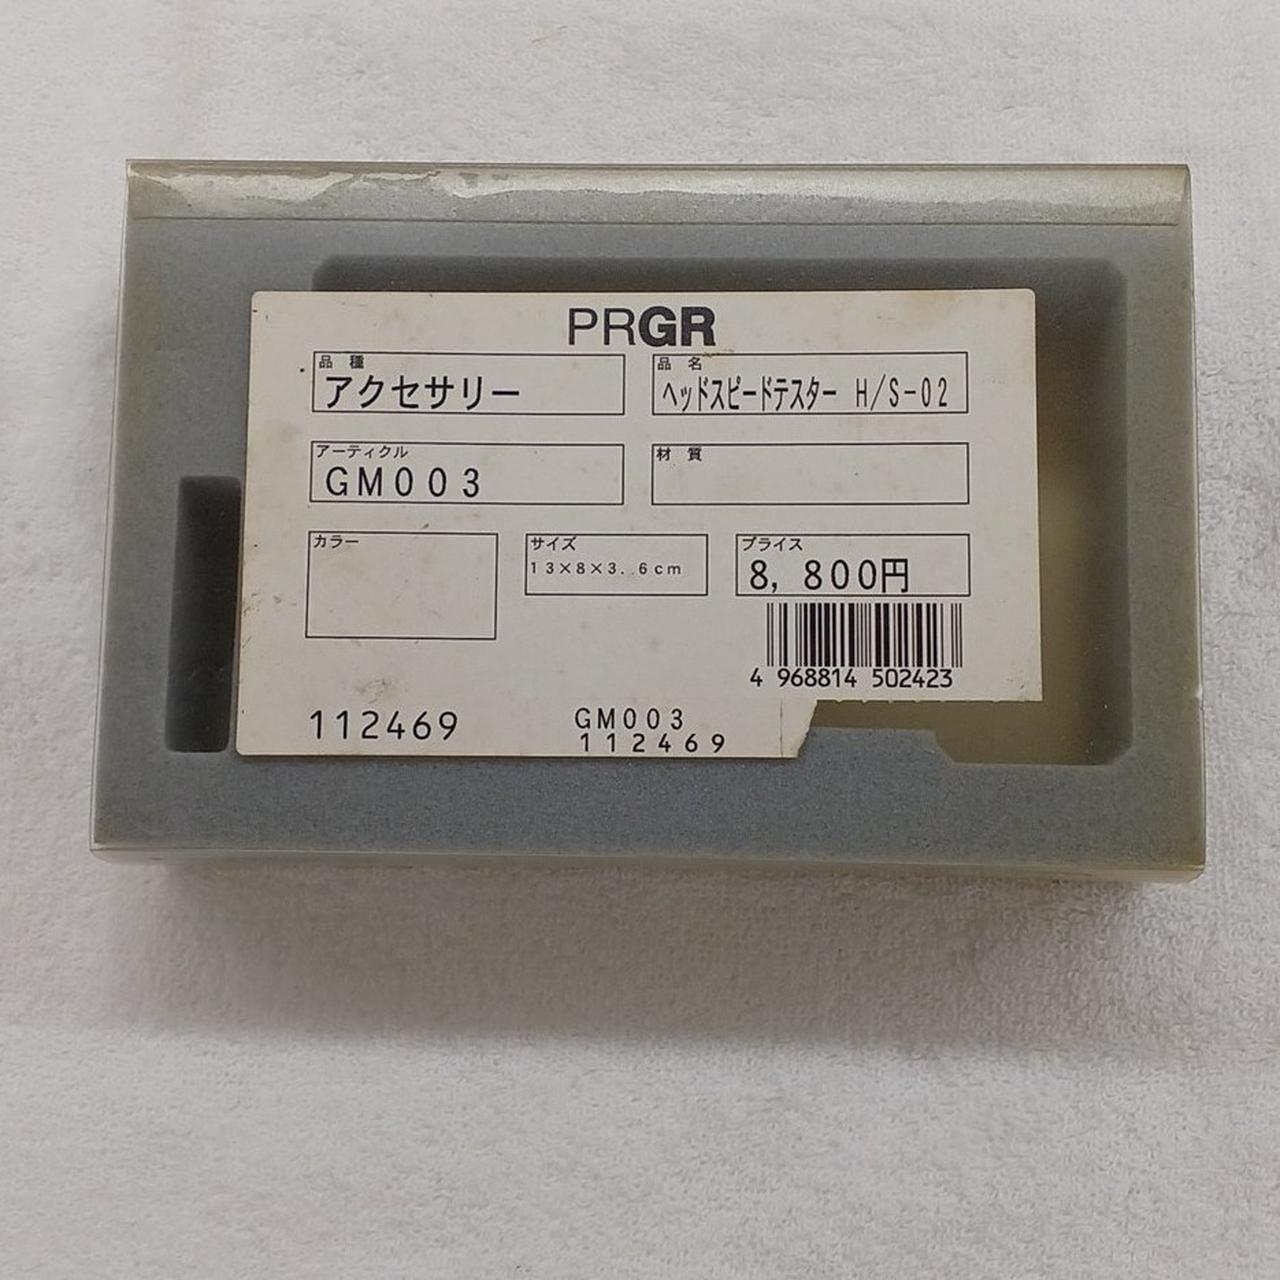 PRGR
品種
アクセサリー
品名
ヘッドスピードテスター H/S-02
アーティクル
GM003
材質
カラー
サイズ
13×8×3.6cm
プライス
8,800円
4 968814 502423
112469
GM003
112469